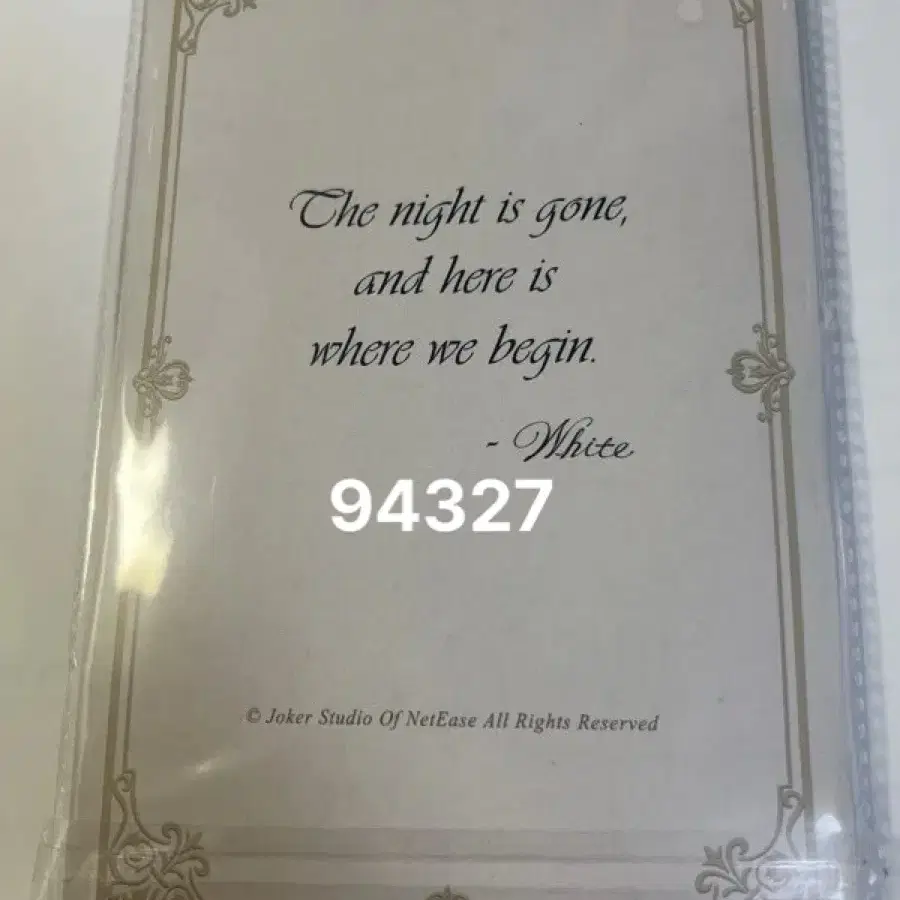 The night is gone,
and here is
where we begin.
- White
94327
© Joker Studio Of NetEase All Rights Reserved